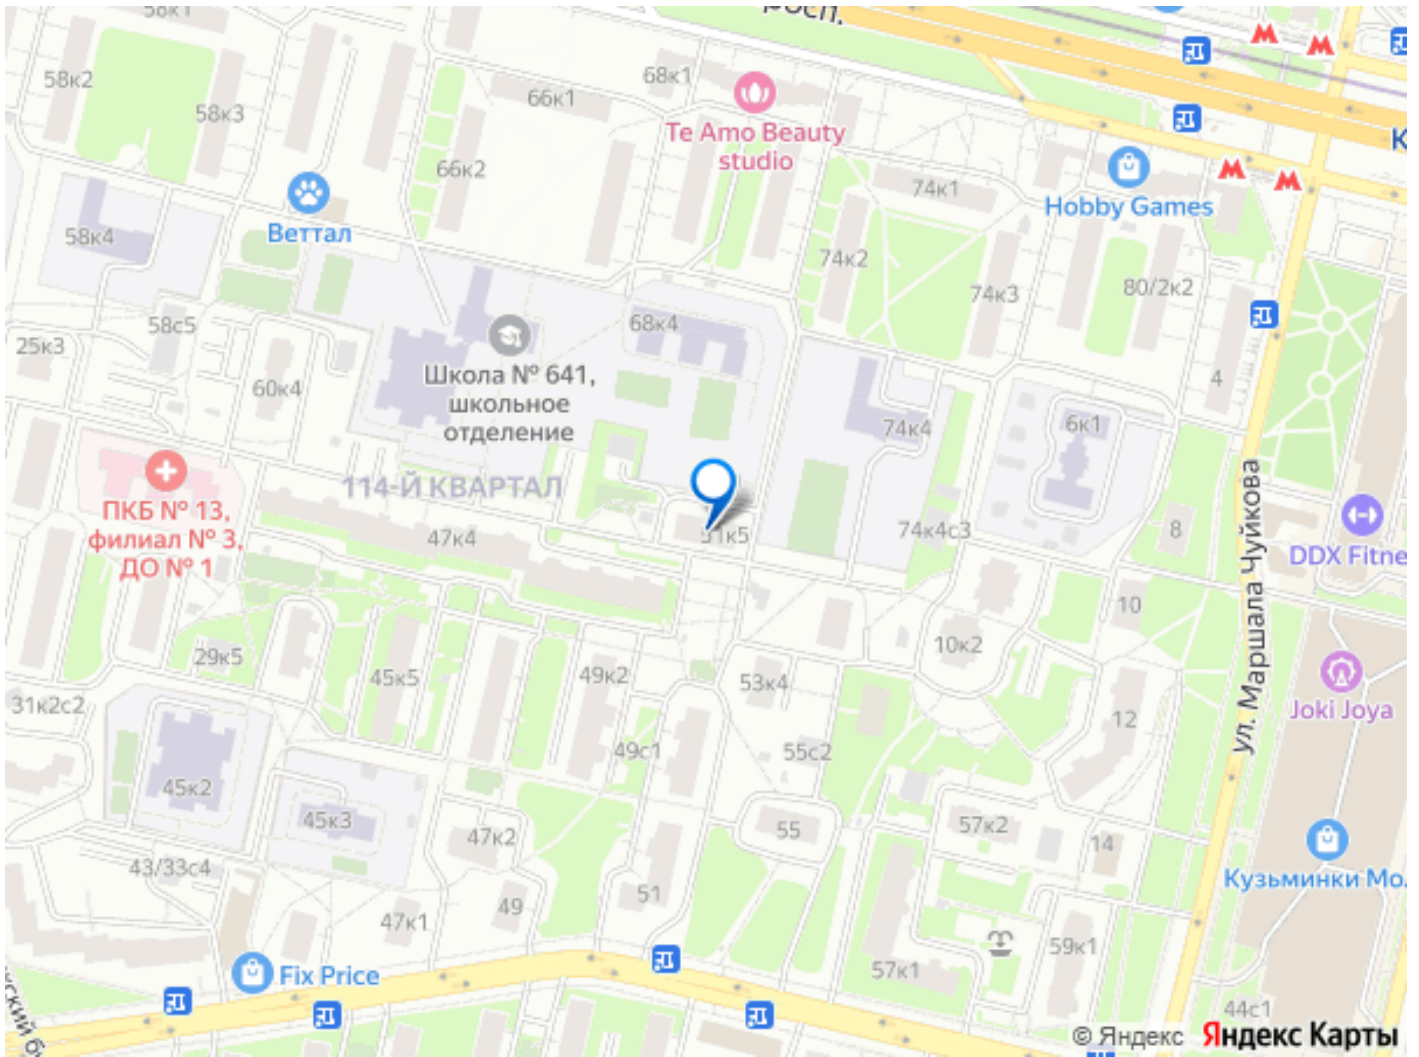 58к1
росп.
58к2
58к3
66к1
68к1
Te Amo Beauty
studio
66к2
74к1
Hobby Games
Веттал
58к4
74к2
74к3
80/2к2
58с5
68к4
25к3
60к4
Школа № 641,
школьное
отделение
4
74к4
6к1
114-Й КВАРТАЛ
ПКБ № 13,
филиал № 3,
ДО № 1
47к4
51к5
74к4с3
8
DDX Fitne
ул. Маршала Чуйкова
10
10к2
29к5
45к5
49к2
53к4
31к2с2
Joki Joya
12
49с1
55с2
45к2
45к3
47к2
55
57к2
14
43/33с4
Кузьминки Мо
51
49
47к1
59к1
57к1
Fix Price
ский б
44с1
© Яндекс Яндекс Карты